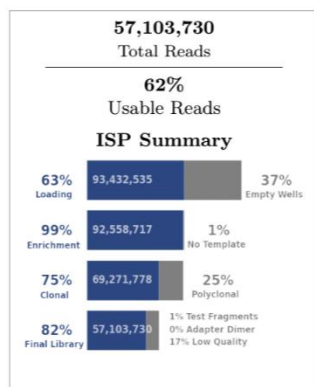 57,103,730
Total Reads
62%
Usable Reads
ISP Summary
63% 93,432,535 37%
Loading Empty Wells
99% 92,558,717 1%
Enrichment No Template
75% 69,271,778 25%
Clonal Polyclonal
82% 57,103,730 1% Test Fragments
0% Adapter Dimer
Final Library 17% Low Quality